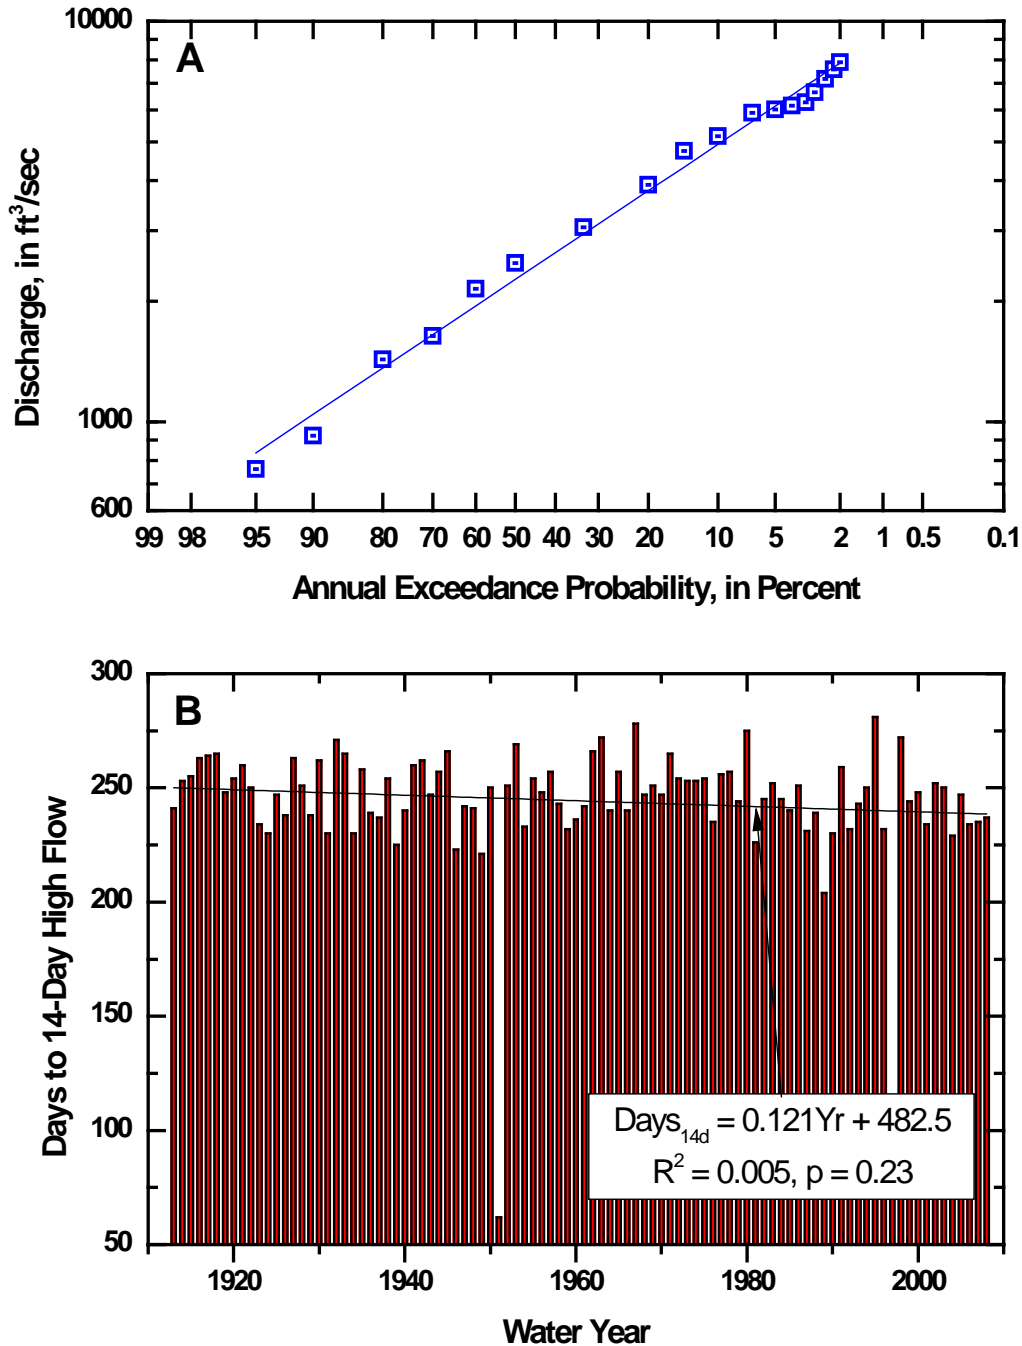 10000
A
1000
600
Discharge, in ft³/sec
99 98 95 90 80 70 60 50 40 30 20 10 5 2 1 0.5 0.1
Annual Exceedance Probability, in Percent
300
B
250
200
150
100
50
Days to 14-Day High Flow
Days14d = 0.121Yr + 482.5
R² = 0.005, p = 0.23
1920 1940 1960 1980 2000
Water Year